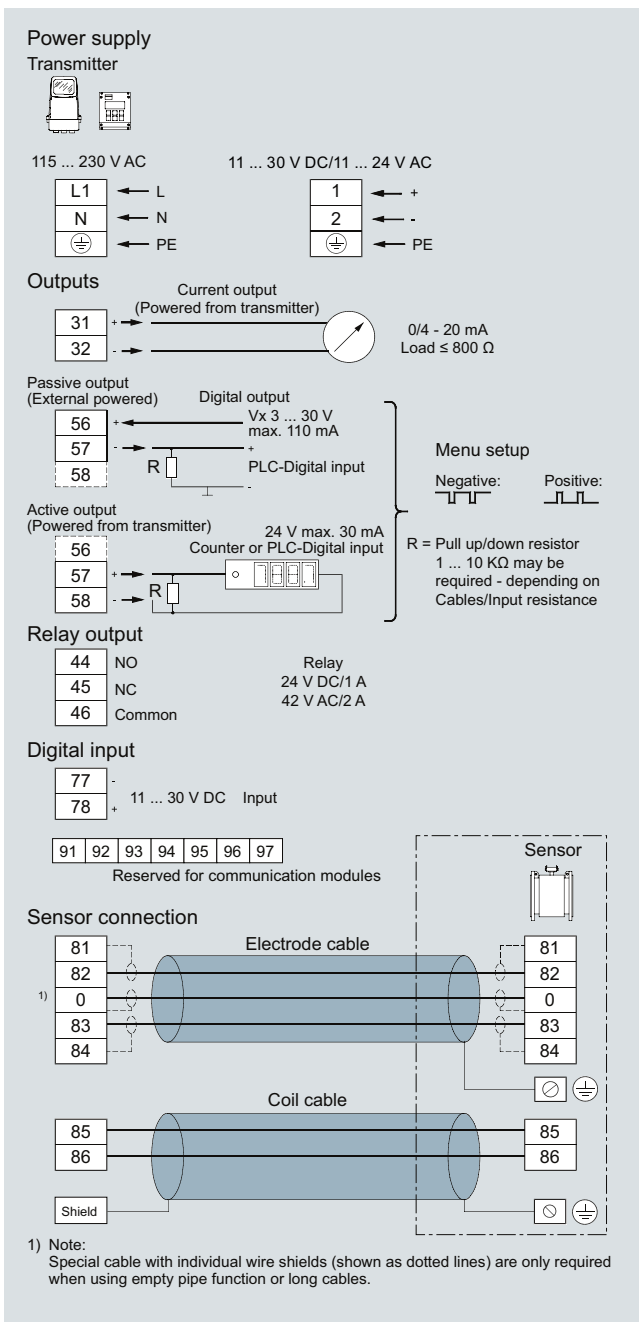 Power supply
Transmitter
115 ... 230 V AC
11 ... 30 V DC/11 ... 24 V AC
L1 L
N N
PE
1 +
2 -
PE
Outputs
Current output
(Powered from transmitter)
31 +
32 -
0/4 - 20 mA
Load ≤ 800 Ω
Passive output
(External powered)
Digital output
56 +
57 -
58
Vx 3 ... 30 V
max. 110 mA
+
R
PLC-Digital input
-
Menu setup
Negative: Positive:
Active output
(Powered from transmitter)
24 V max. 30 mA
Counter or PLC-Digital input
56
57 +
58 -
R
R = Pull up/down resistor
1 ... 10 KΩ may be
required - depending on
Cables/Input resistance
Relay output
44 NO
45 NC
46 Common
Relay
24 V DC/1 A
42 V AC/2 A
Digital input
77 -
78 +
11 ... 30 V DC Input
91 92 93 94 95 96 97
Reserved for communication modules
Sensor
Sensor connection
Electrode cable
81 81
82 82
1) 0 0
83 83
84 84
Coil cable
85 85
86 86
Shield
1) Note:
Special cable with individual wire shields (shown as dotted lines) are only required
when using empty pipe function or long cables.